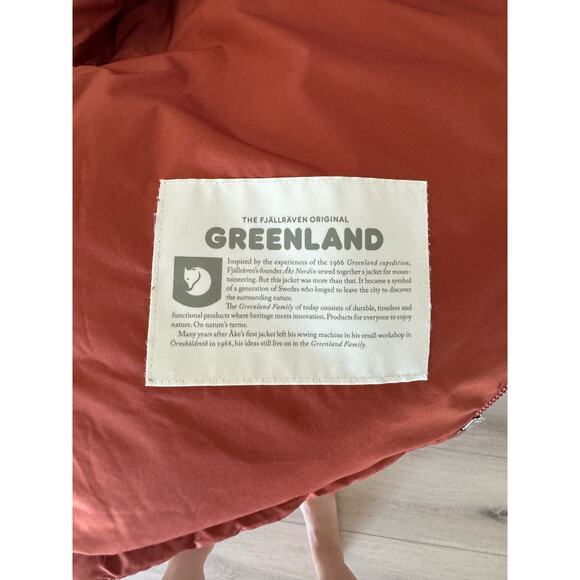 THE FJÄLLRÄVEN ORIGINAL
GREENLAND
Inspired by the experiences of the 1966 Greenland expedition,
Fjällräven's founder Åke Nordin sewed together a jacket for moun-
taineering. But this jacket was more than that. It became a symbol
of a generation of Swedes who longed to leave the city to discover
the surrounding nature.
The Greenland Family of today consists of durable, timeless and
functional products where heritage meets innovation. Products for everyone to enjoy
nature. On nature's terms.
Many years after Åke's first jacket left his sewing machine in his small workshop in
Örnsköldsvik in 1968, his ideas still live on in the Greenland Family.